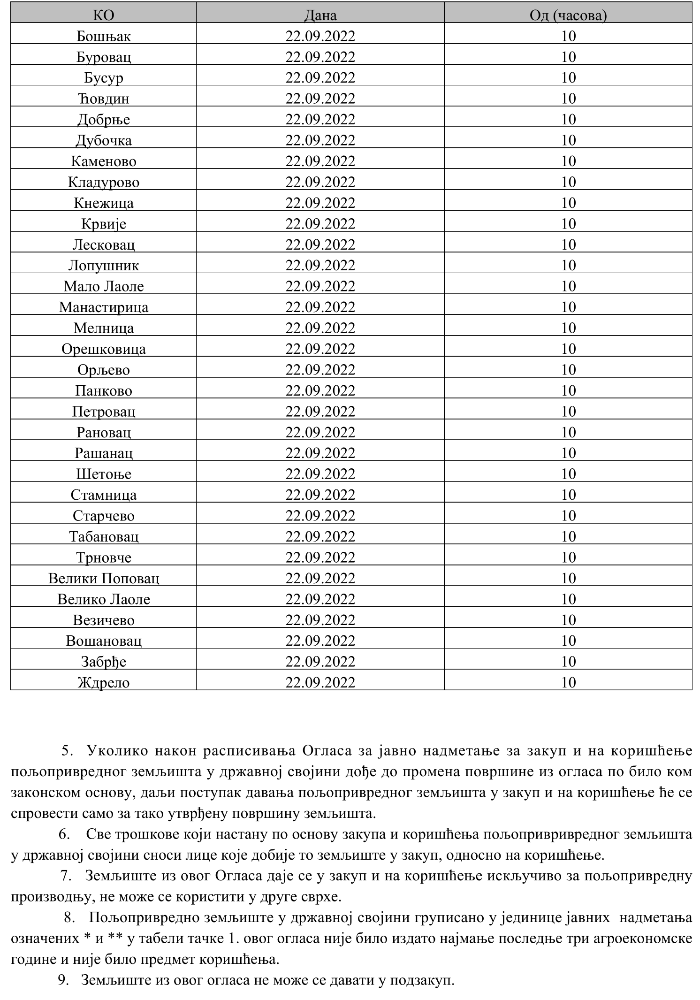 КО Дана Од (часова)
Бошњак 22.09.2022 10
Буровац 22.09.2022 10
Бусур 22.09.2022 10
Ћовдин 22.09.2022 10
Добрње 22.09.2022 10
Дубочка 22.09.2022 10
Каменово 22.09.2022 10
Кладурово 22.09.2022 10
Кнежица 22.09.2022 10
Крвије 22.09.2022 10
Лесковац 22.09.2022 10
Лопушник 22.09.2022 10
Мало Лаоле 22.09.2022 10
Манастирица 22.09.2022 10
Мелница 22.09.2022 10
Орешковица 22.09.2022 10
Орљево 22.09.2022 10
Панково 22.09.2022 10
Петровац 22.09.2022 10
Рановац 22.09.2022 10
Рашанац 22.09.2022 10
Шетоње 22.09.2022 10
Стамница 22.09.2022 10
Старчево 22.09.2022 10
Табановац 22.09.2022 10
Трновче 22.09.2022 10
Велики Поповац 22.09.2022 10
Велико Лаоле 22.09.2022 10
Везичево 22.09.2022 10
Вошановац 22.09.2022 10
Забрђе 22.09.2022 10
Ждрело 22.09.2022 10
5. Уколико након расписивања Огласа за јавно надметање за закуп и на коришћење
пољопривредног земљишта у државној својини дође до промена површине из огласа по било ком
законском основу, даљи поступак давања пољопривредног земљишта у закуп и на коришћење ће се
спровести само за тако утврђену површину земљишта.
6. Све трошкове који настану по основу закупа и коришћења пољопривривредног земљишта
у државној својини сноси лице које добије то земљиште у закуп, односно на коришћење.
7. Земљиште из овог Огласа даје се у закуп и на коришћење искључиво за пољопривредну
производњу, не може се користити у друге сврхе.
8. Пољопривредно земљиште у државној својини груписано у јединице јавних надметања
означених * и ** у табели тачке 1. овог огласа није било издато најмање последње три агроекономске
године и није било предмет коришћења.
9. Земљиште из овог огласа не може се давати у подзакуп.